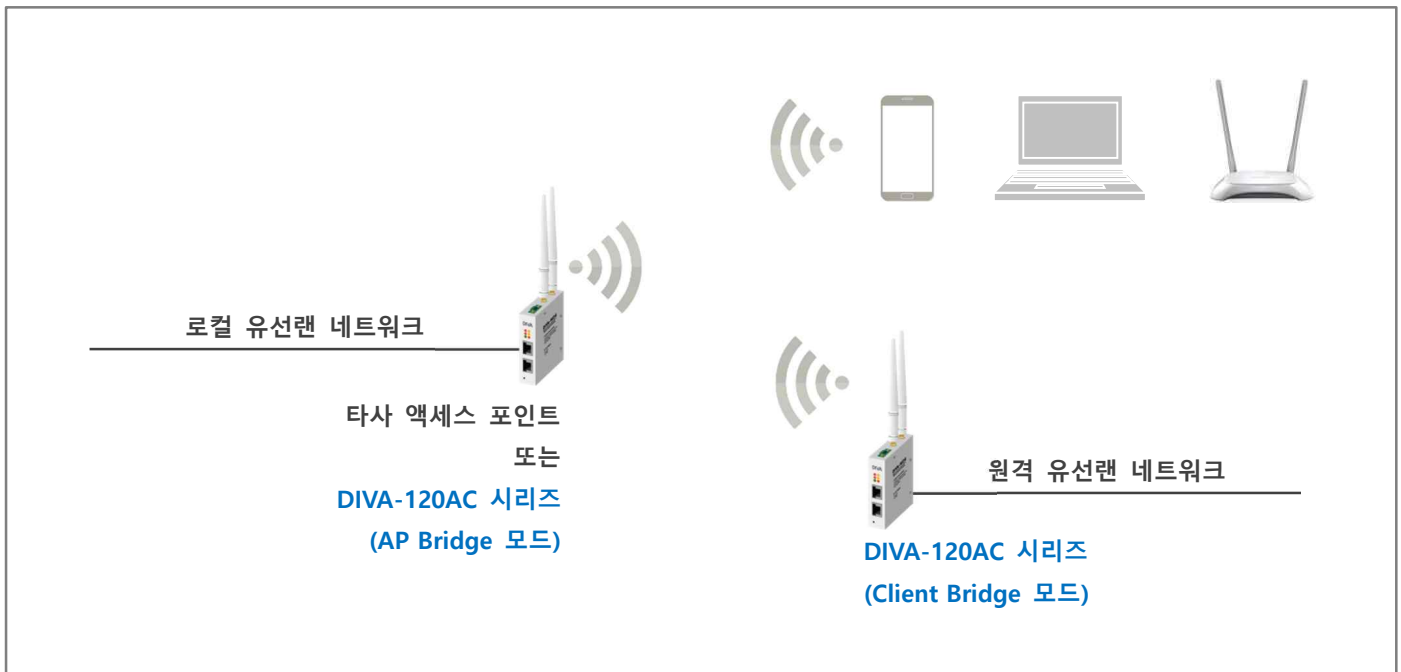 로컬 유선랜 네트워크
타사 액세스 포인트
또는
DIVA-120AC 시리즈
(AP Bridge 모드)
원격 유선랜 네트워크
DIVA-120AC 시리즈
(Client Bridge 모드)
DIVA
DIVA